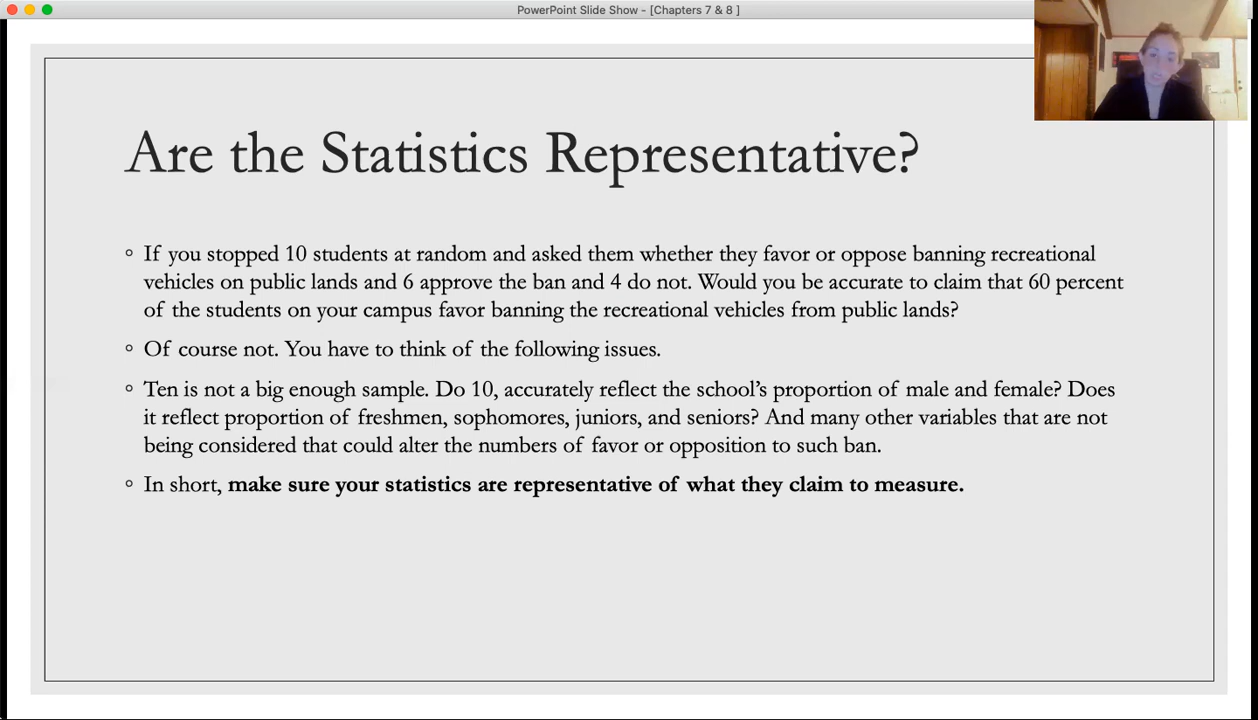 PowerPoint Slide Show - [Chapters 7 & 8 ]
Are the Statistics Representative?
◦ If you stopped 10 students at random and asked them whether they favor or oppose banning recreational
vehicles on public lands and 6 approve the ban and 4 do not. Would you be accurate to claim that 60 percent
of the students on your campus favor banning the recreational vehicles from public lands?
◦ Of course not. You have to think of the following issues.
◦ Ten is not a big enough sample. Do 10, accurately reflect the school's proportion of male and female? Does
it reflect proportion of freshmen, sophomores, juniors, and seniors? And many other variables that are not
being considered that could alter the numbers of favor or opposition to such ban.
◦ In short, make sure your statistics are representative of what they claim to measure.